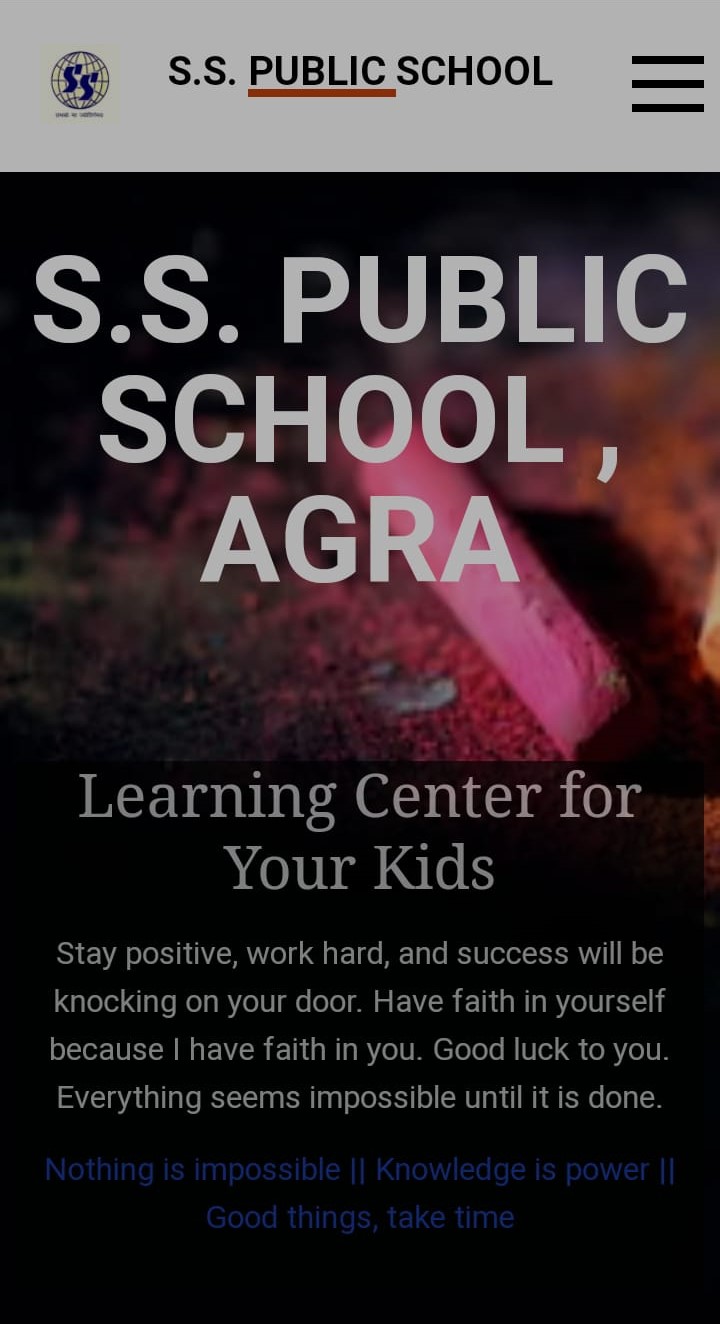 S.S. PUBLIC SCHOOL
S.S. PUBLIC
SCHOOL ,
AGRA
Learning Center for
Your Kids
Stay positive, work hard, and success will be
knocking on your door. Have faith in yourself
because I have faith in you. Good luck to you.
Everything seems impossible until it is done.
Nothing is impossible || Knowledge is power ||
Good things, take time